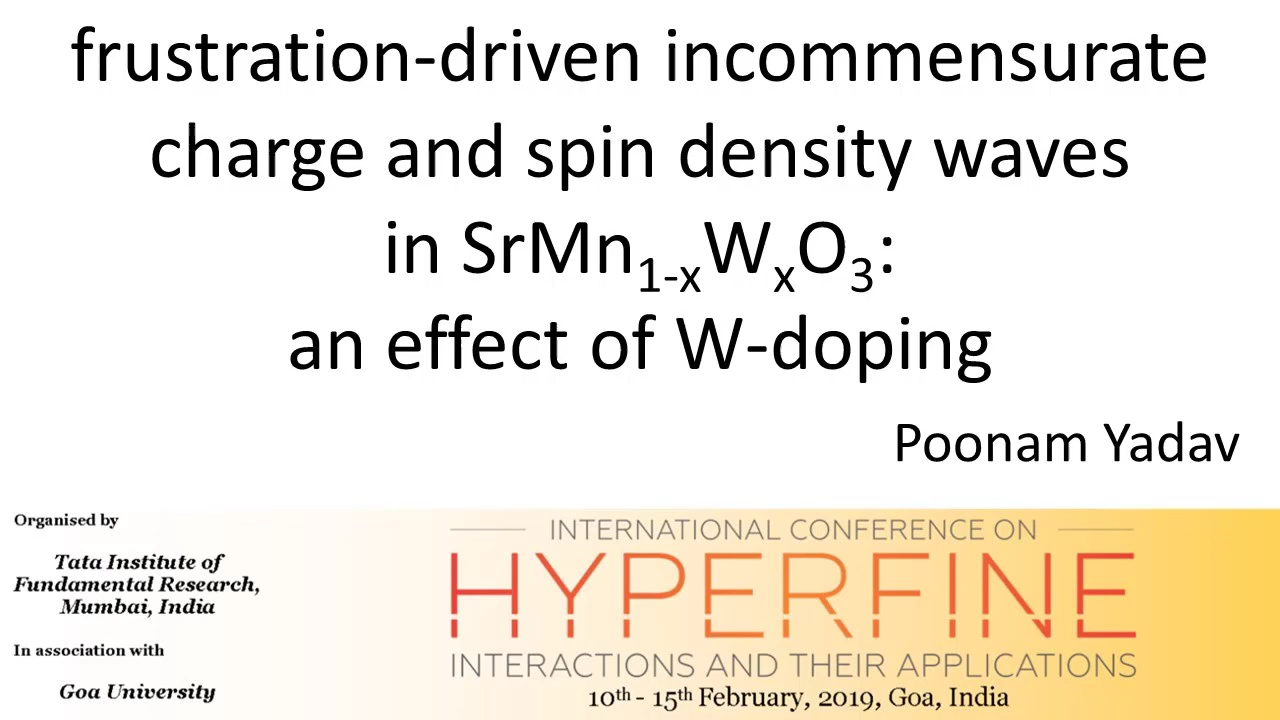 frustration-driven incommensurate
charge and spin density waves
in SrMn₁₋ₓWₓO₃:
an effect of W-doping
Poonam Yadav
Organised by
Tata Institute of
Fundamental Research,
Mumbai, India
In association with
Goa University
INTERNATIONAL CONFERENCE ON
HYPERFINE
INTERACTIONS AND THEIR APPLICATIONS
10th - 15th February, 2019, Goa, India